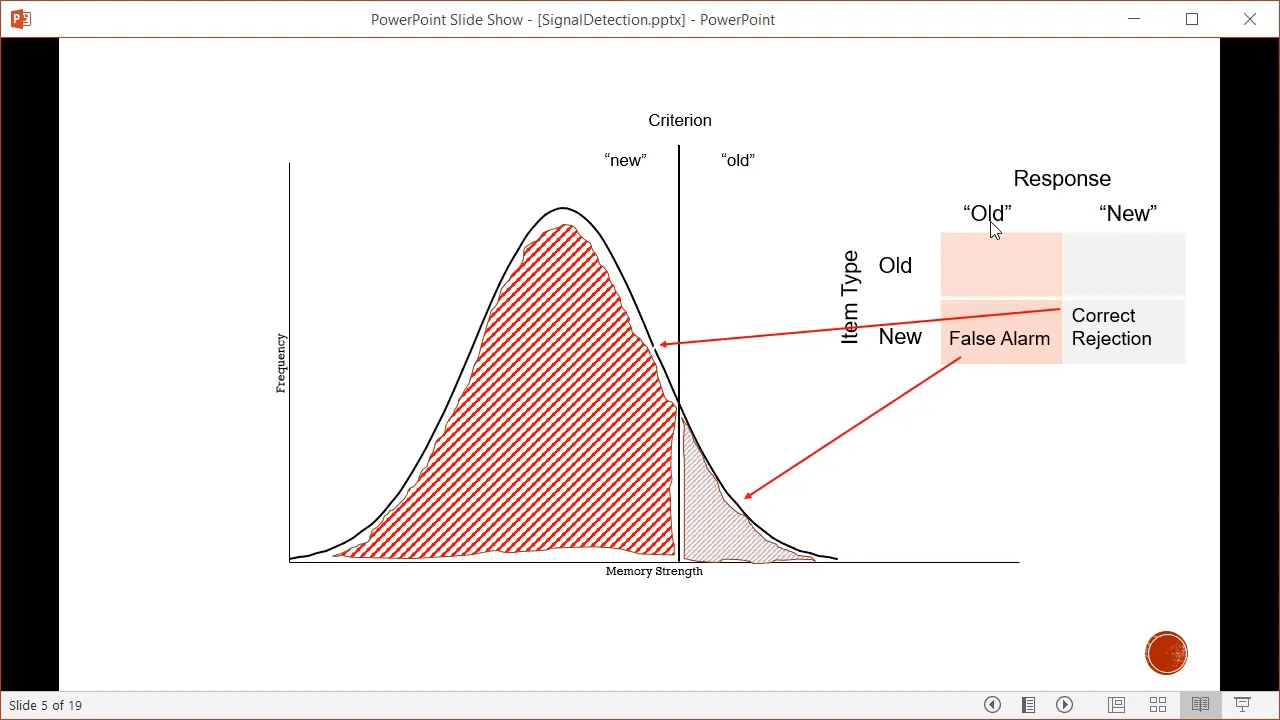 PowerPoint Slide Show - [SignalDetection.pptx] - PowerPoint
Criterion
“new” “old”
Response
“Old” “New”
Item Type
Old
New
False Alarm
Correct
Rejection
Frequency
Memory Strength
Slide 5 of 19